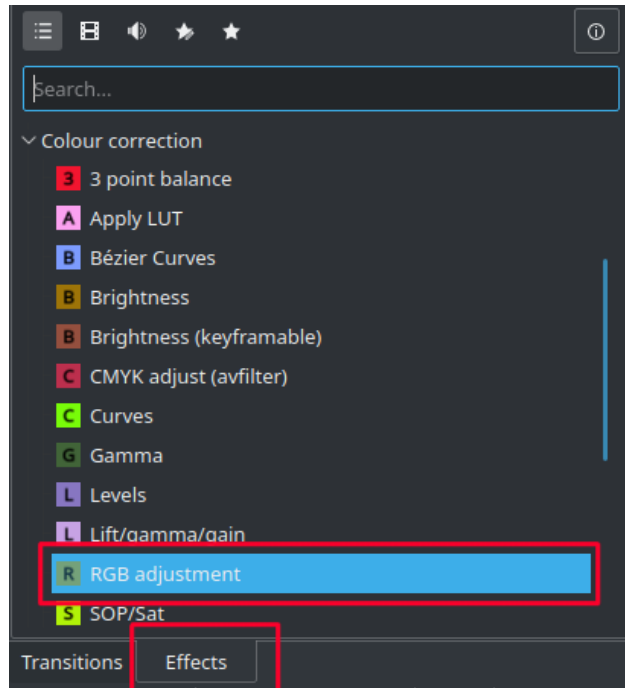 Search...
Colour correction
3 3 point balance
A Apply LUT
B Bézier Curves
B Brightness
B Brightness (keyframable)
C CMYK adjust (avfilter)
C Curves
G Gamma
L Levels
L Lift/gamma/gain
R RGB adjustment
S SOP/Sat
Transitions Effects